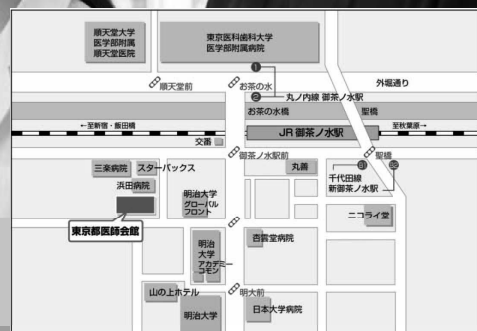 順天堂大学
医学部附属
順天堂医院
東京医科歯科大学
医学部附属病院
順天堂前
お茶の水
1
2
丸ノ内線 御茶ノ水駅
外堀通り
お茶の水橋
聖橋
←至新宿・飯田橋
JR 御茶ノ水駅
至秋葉原→
交番
御茶ノ水駅前
聖橋
三楽病院
スターバックス
丸善
B1
B2
千代田線
新御茶ノ水駅
浜田病院
明治大学
グローバル
フロント
ニコライ堂
東京都医師会館
明治
大学
アカデミー
コモン
杏雲堂病院
山の上ホテル
明大前
明治大学
日本大学病院